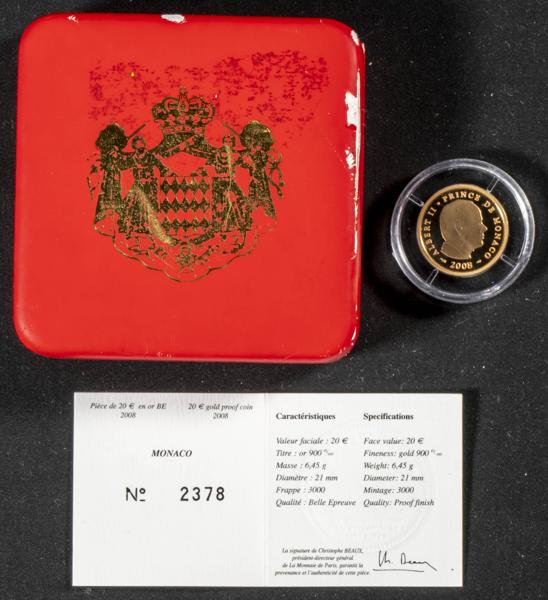 ALBERT II • PRINCE DE MONACO
2008
Pièce de 20 € en or BE
2008
20 € gold proof coin
2008
MONACO
Nº 2378
Caractéristiques
Valeur faciale : 20 €
Titre : or 900 ‰
Masse : 6,45 g
Diamètre : 21 mm
Frappe : 3000
Qualité : Belle Epreuve
Specifications
Face value: 20 €
Fineness: gold 900 ‰
Weight: 6,45 g
Diameter: 21 mm
Mintage: 3000
Quality: Proof finish
La signature de Christophe BEAUX,
président-directeur général
de La Monnaie de Paris, garantit la
provenance et l'authenticité de cette pièce.
Ch. Beaux